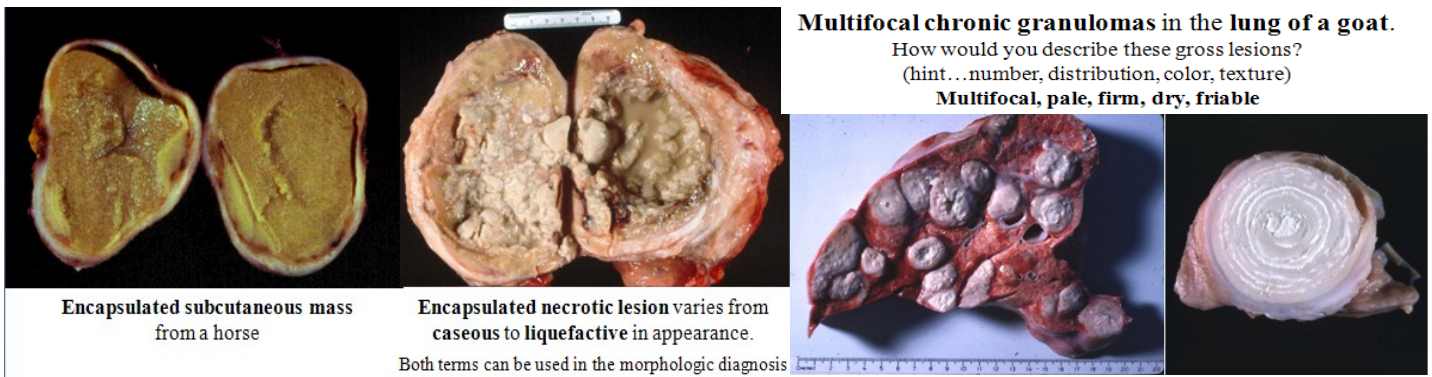 Encapsulated subcutaneous mass
from a horse
Encapsulated necrotic lesion varies from
caseous to liquefactive in appearance.
Both terms can be used in the morphologic diagnosis
Multifocal chronic granulomas in the lung of a goat.
How would you describe these gross lesions?
(hint…number, distribution, color, texture)
Multifocal, pale, firm, dry, friable